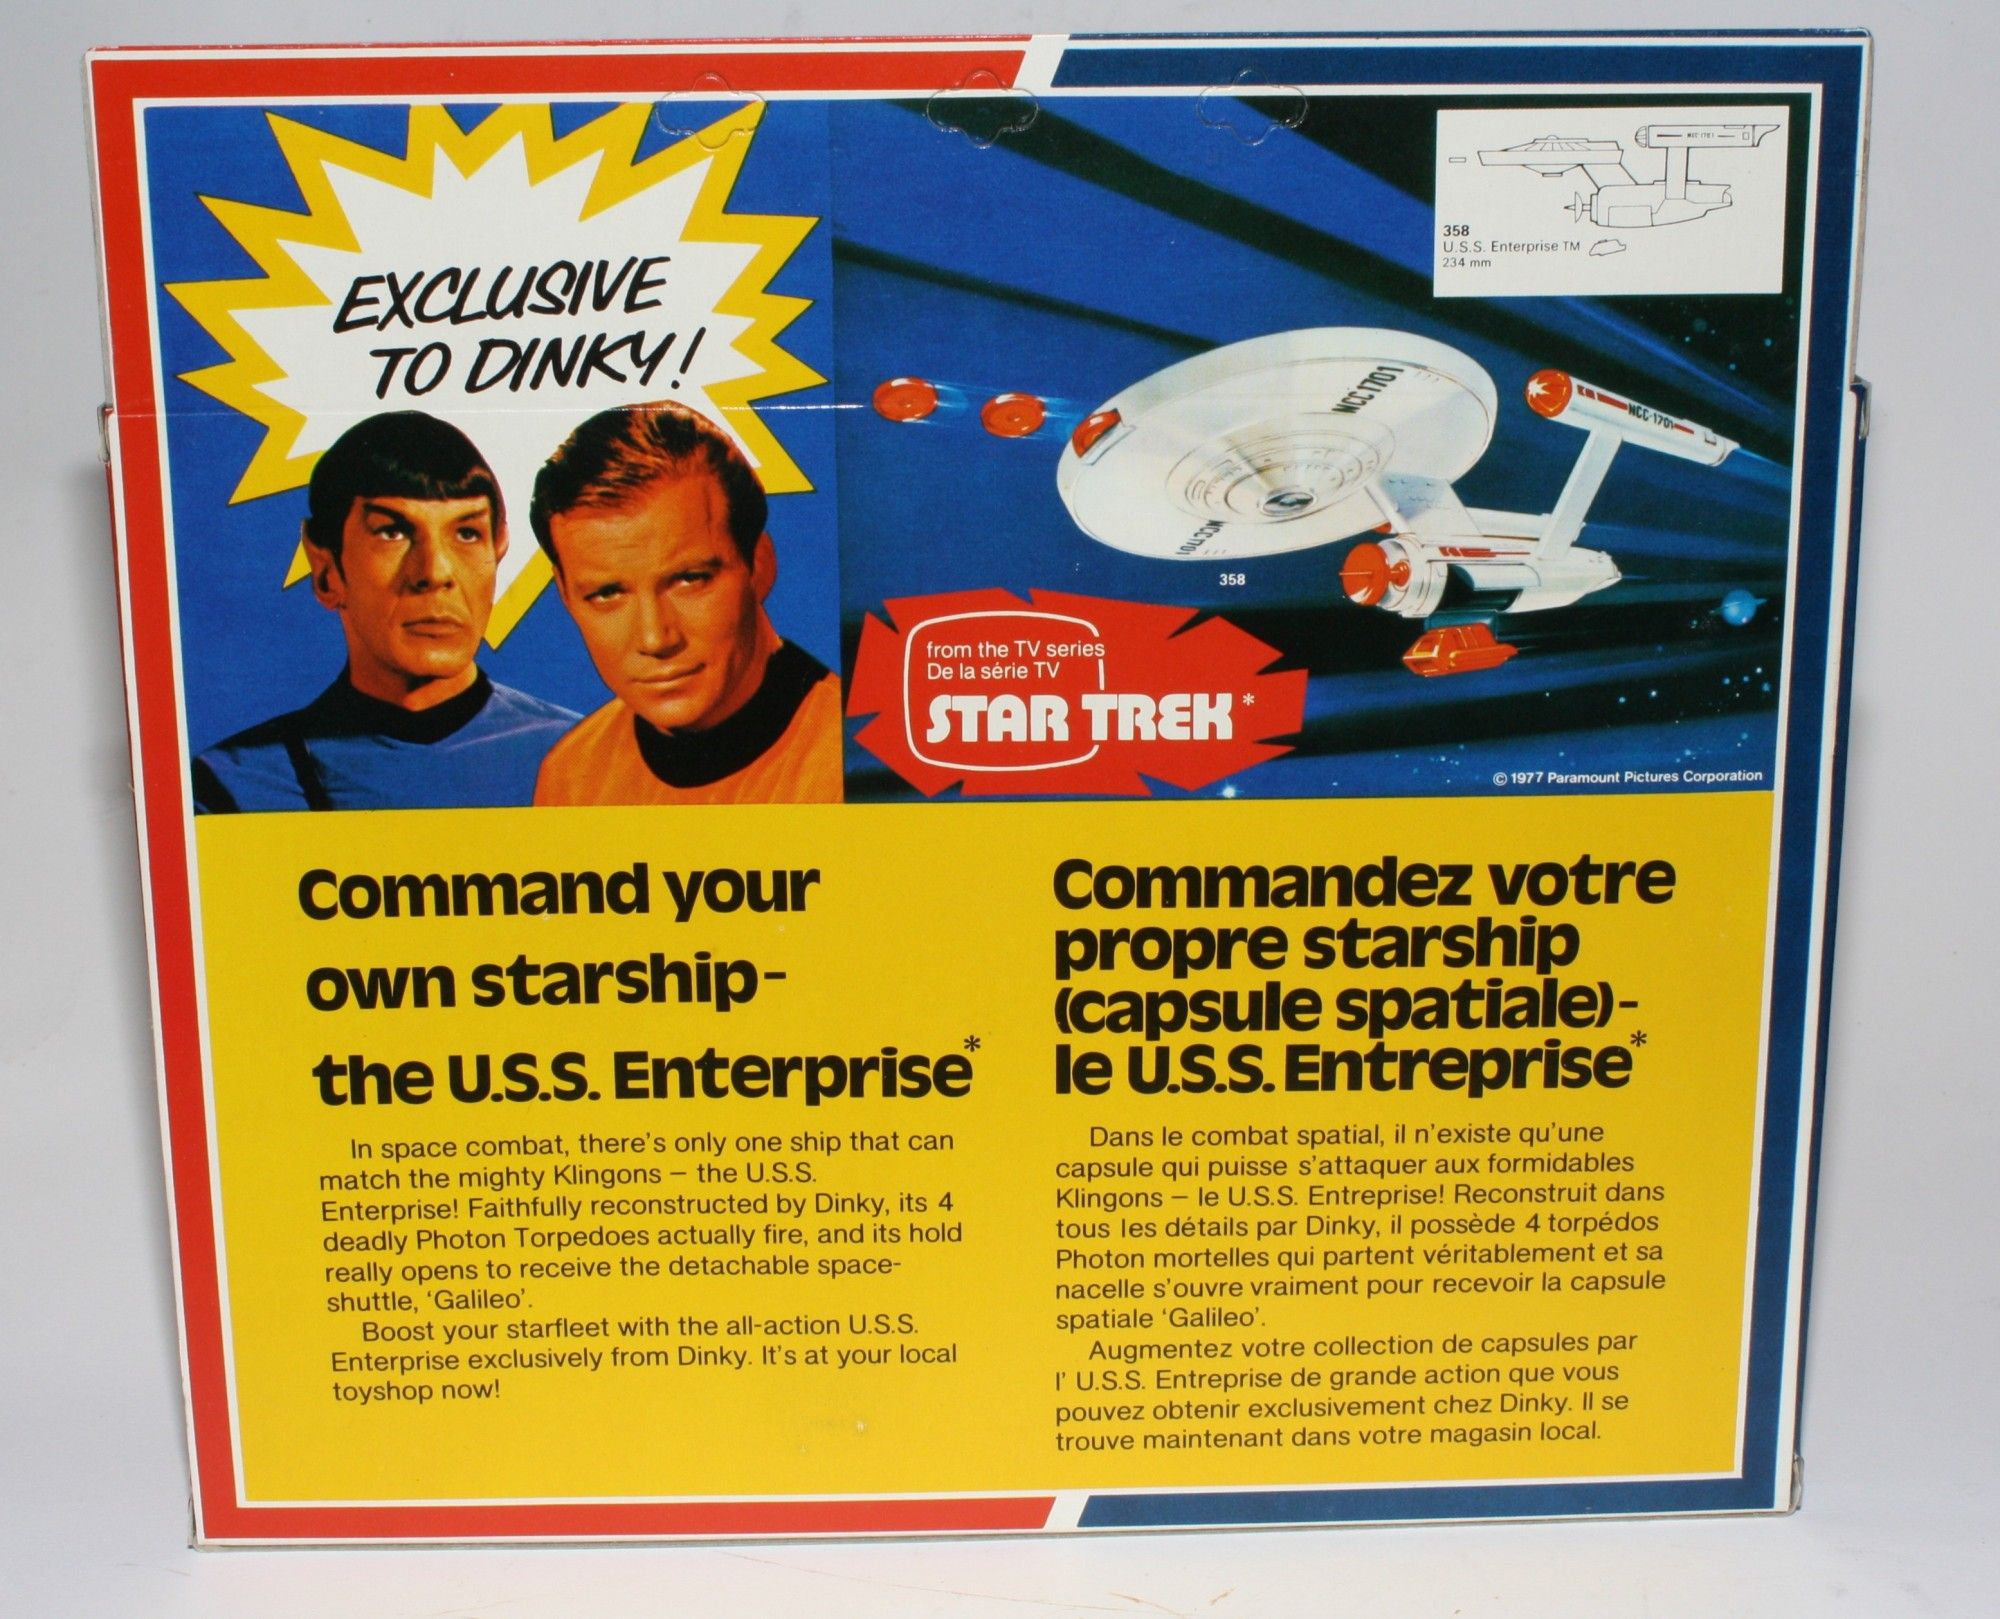 EXCLUSIVE
TO DINKY!
NCC-1701
358
U.S.S. Enterprise TM
234 mm
NCC 1701
NCC-1701
NCC1701
358
from the TV series
De la série TV
STAR TREK*
© 1977 Paramount Pictures Corporation
Command your
own starship-
the U.S.S. Enterprise*
In space combat, there's only one ship that can
match the mighty Klingons – the U.S.S.
Enterprise! Faithfully reconstructed by Dinky, its 4
deadly Photon Torpedoes actually fire, and its hold
really opens to receive the detachable space-
shuttle, ‘Galileo’.
Boost your starfleet with the all-action U.S.S.
Enterprise exclusively from Dinky. It's at your local
toyshop now!
Commandez votre
propre starship
(capsule spatiale)-
le U.S.S. Entreprise*
Dans le combat spatial, il n'existe qu'une
capsule qui puisse s'attaquer aux formidables
Klingons – le U.S.S. Entreprise! Reconstruit dans
tous les détails par Dinky, il possède 4 torpédos
Photon mortelles qui partent véritablement et sa
nacelle s'ouvre vraiment pour recevoir la capsule
spatiale ‘Galileo’.
Augmentez votre collection de capsules par
l' U.S.S. Entreprise de grande action que vous
pouvez obtenir exclusivement chez Dinky. Il se
trouve maintenant dans votre magasin local.